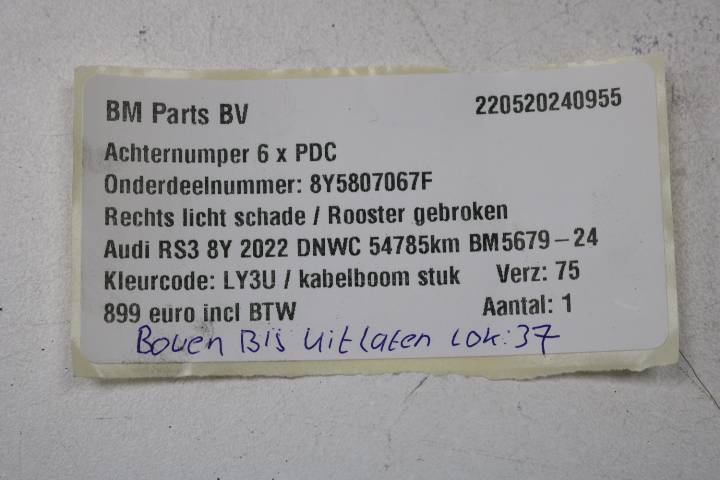 BM Parts BV 220520240955
Achternumper 6 x PDC
Onderdeelnummer: 8Y5807067F
Rechts licht schade / Rooster gebroken
Audi RS3 8Y 2022 DNWC 54785km BM5679-24
Kleurcode: LY3U / kabelboom stuk Verz: 75
899 euro incl BTW Aantal: 1
Boven Bis uitlaten Lok: 37